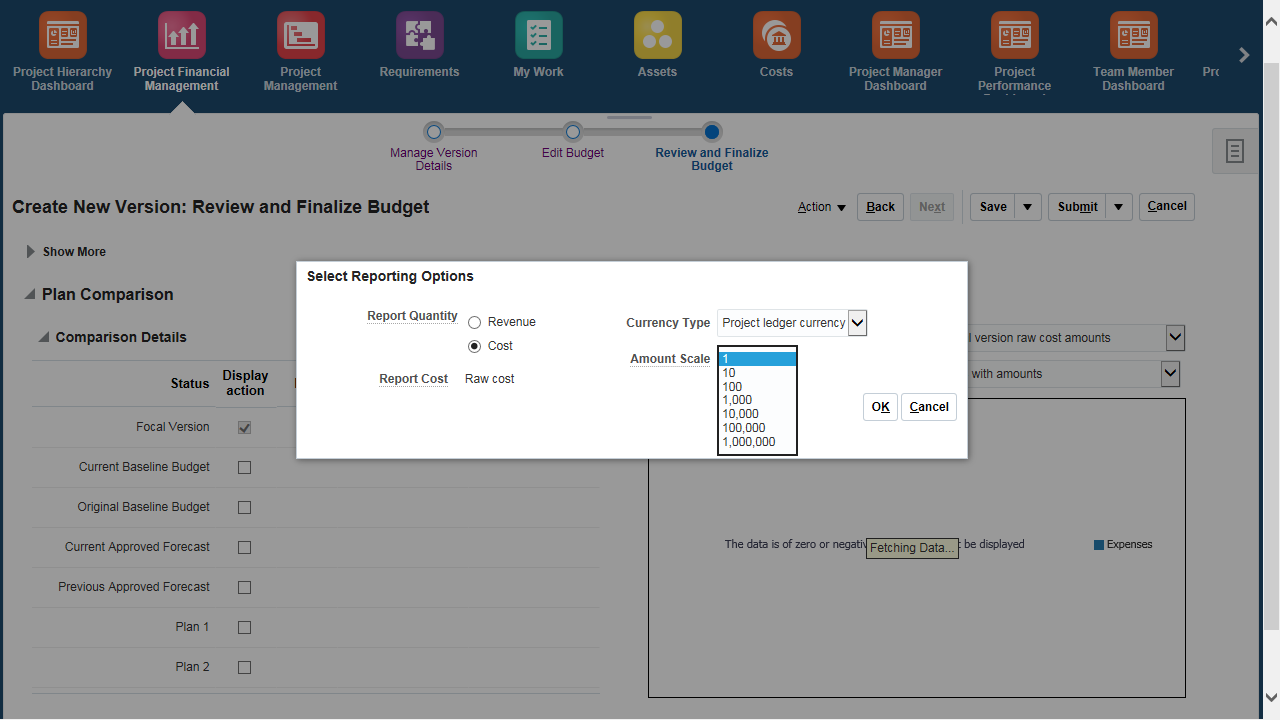 Project Hierarchy
Dashboard
Project Financial
Management
Project
Management
Requirements
My Work
Assets
Costs
Project Manager
Dashboard
Project
Performance
Team Member
Dashboard
Manage Version
Details
Edit Budget
Review and Finalize
Budget
Create New Version: Review and Finalize Budget
Action
Back
Next
Save
Submit
Cancel
Show More
Plan Comparison
Comparison Details
Status
Display
action
Focal Version
Current Baseline Budget
Original Baseline Budget
Current Approved Forecast
Previous Approved Forecast
Plan 1
Plan 2
Select Reporting Options
Report Quantity
Revenue
Cost
Report Cost
Raw cost
Currency Type
Project ledger currency
Amount Scale
1
10
100
1,000
10,000
100,000
1,000,000
OK
Cancel
version raw cost amounts
with amounts
The data is of zero or
be displayed
Fetching Data...
Expenses